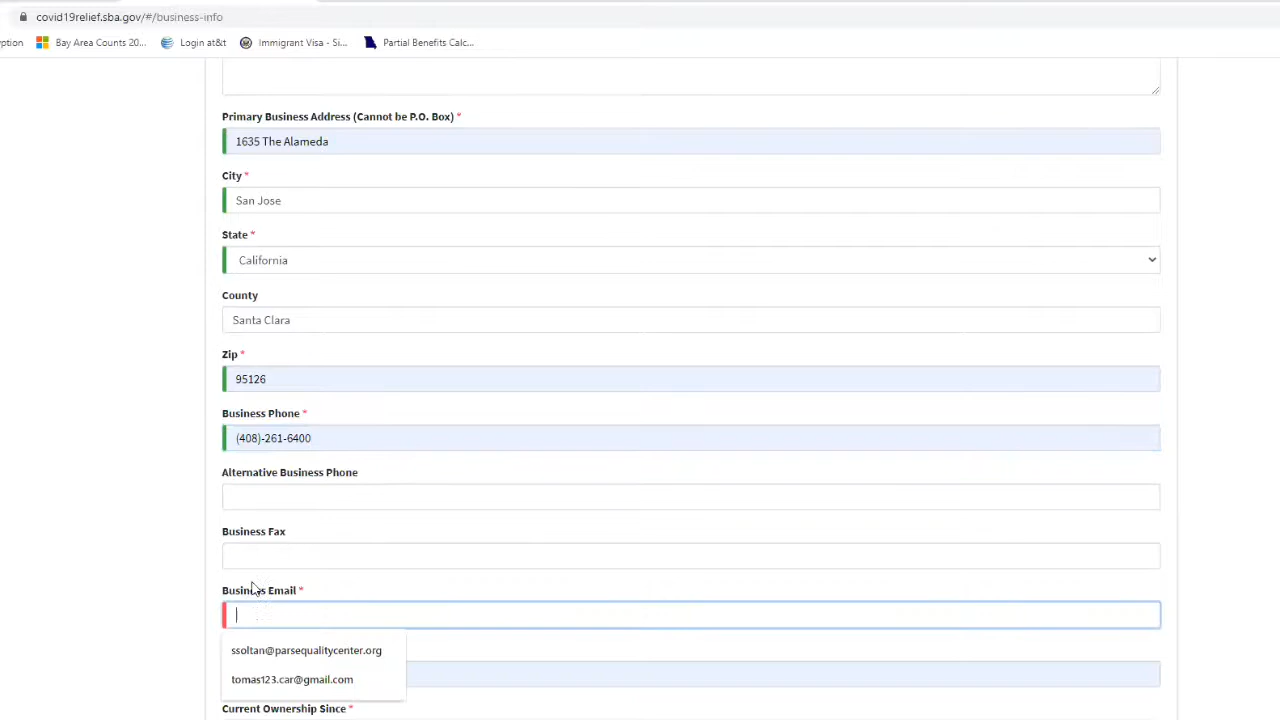 covid19relief.sba.gov/#/business-info
ption Bay Area Counts 20... Login at&t Immigrant Visa - Si... Partial Benefits Calc...
Primary Business Address (Cannot be P.O. Box) *
1635 The Alameda
City *
San Jose
State *
California
County
Santa Clara
Zip *
95126
Business Phone *
(408)-261-6400
Alternative Business Phone
Business Fax
Business Email *
ssoltan@parsequalitycenter.org
tomas123.car@gmail.com
Current Ownership Since *